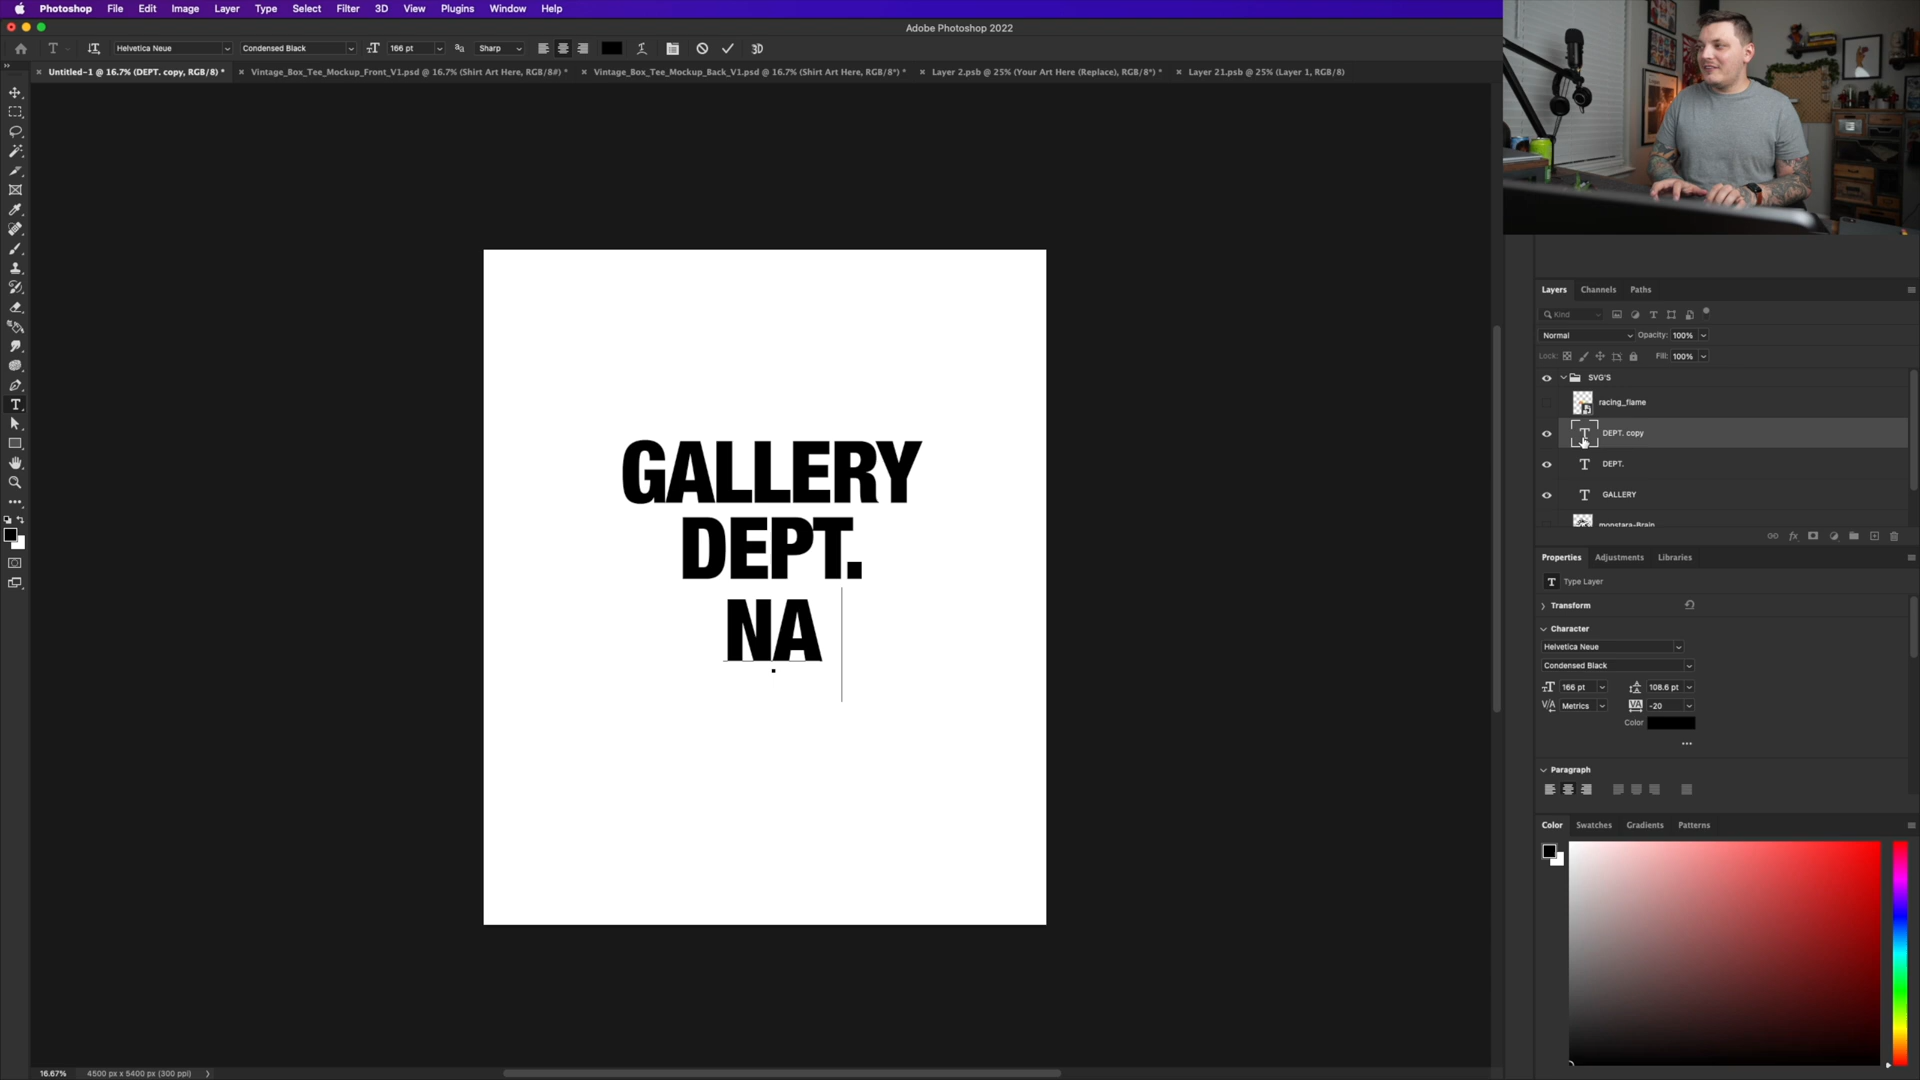 Photoshop File Edit Image Layer Type Select Filter 3D View Plugins Window Help
Adobe Photoshop 2022
T Helvetica Neue Condensed Black 166 pt Sharp 3D
Untitled-1 @ 16.7% (DEPT. copy, RGB/8) * Vintage_Box_Tee_Mockup_Front_V1.psd @ 16.7% (Shirt Art Here, RGB/8#) * Vintage_Box_Tee_Mockup_Back_V1.psd @ 16.7% (Shirt Art Here, RGB/8*) * Layer 2.psb @ 25% (Your Art Here (Replace), RGB/8*) * Layer 21.psb @ 25% (Layer 1, RGB/8)
GALLERY
DEPT.
NA
Layers Channels Paths
Kind
Normal Opacity: 100%
Lock: Fill: 100%
SVG'S
racing_flame
T DEPT. copy
T DEPT.
T GALLERY
monstara-Brain
Properties Adjustments Libraries
T Type Layer
Transform
Character
Helvetica Neue
Condensed Black
166 pt 108.6 pt
Metrics -20
Color
Paragraph
Color Swatches Gradients Patterns
16.67% 4500 px x 5400 px (300 ppi)